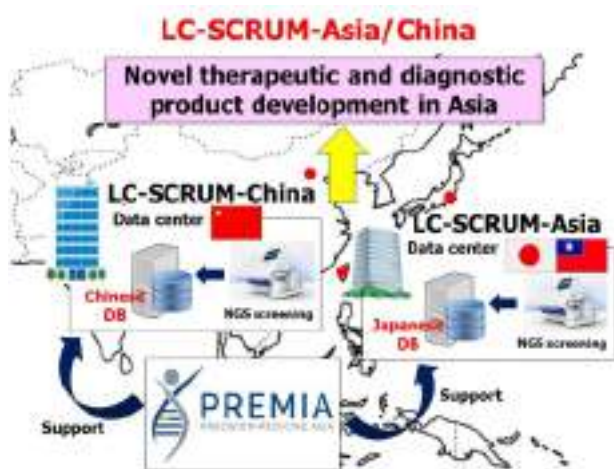 LC-SCRUM-Asia/China
Novel therapeutic and diagnostic
product development in Asia
LC-SCRUM-China
Data center
Chinese
DB
NGS screening
LC-SCRUM-Asia
Data center
Japanese
DB
NGS screening
Support
PREMIA
PRECISION MEDICINE ASIA
Support